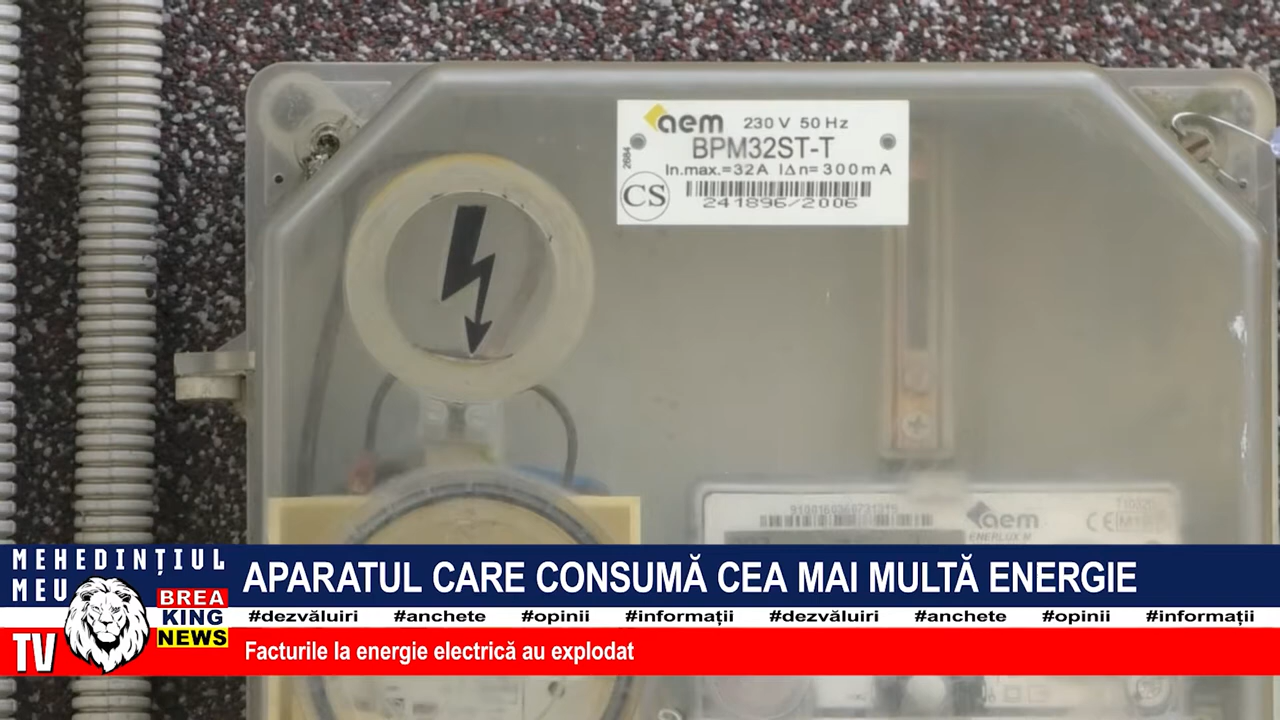 aem 230 V 50 Hz
BPM32ST-T
In.max.=32A I∆n=300mA
2684
CS
241896/2006
aem
ENERLUX M
CE
MEHEDINȚIUL
MEU
TV
BREA
KING
NEWS
APARATUL CARE CONSUMĂ CEA MAI MULTĂ ENERGIE
#dezvăluiri #anchete #opinii #informații #dezvăluiri #anchete #opinii #informații
Facturile la energie electrică au explodat